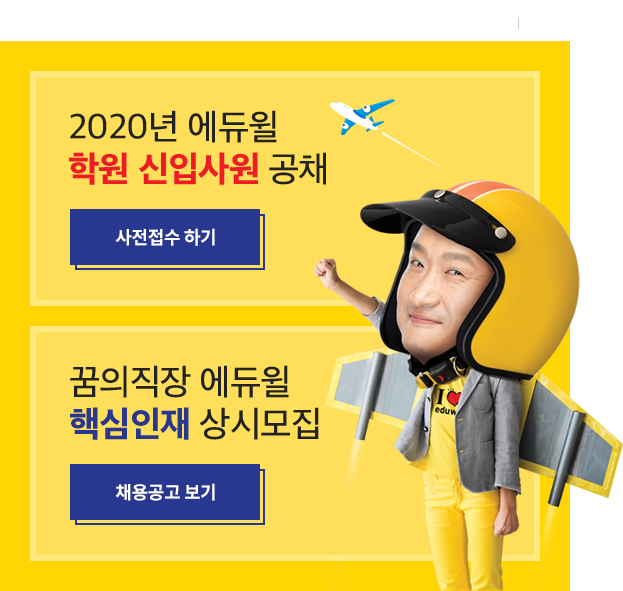 2020년 에듀윌
학원 신입사원 공채
사전접수 하기
꿈의직장 에듀윌
핵심인재 상시모집
채용공고 보기
I
eduw